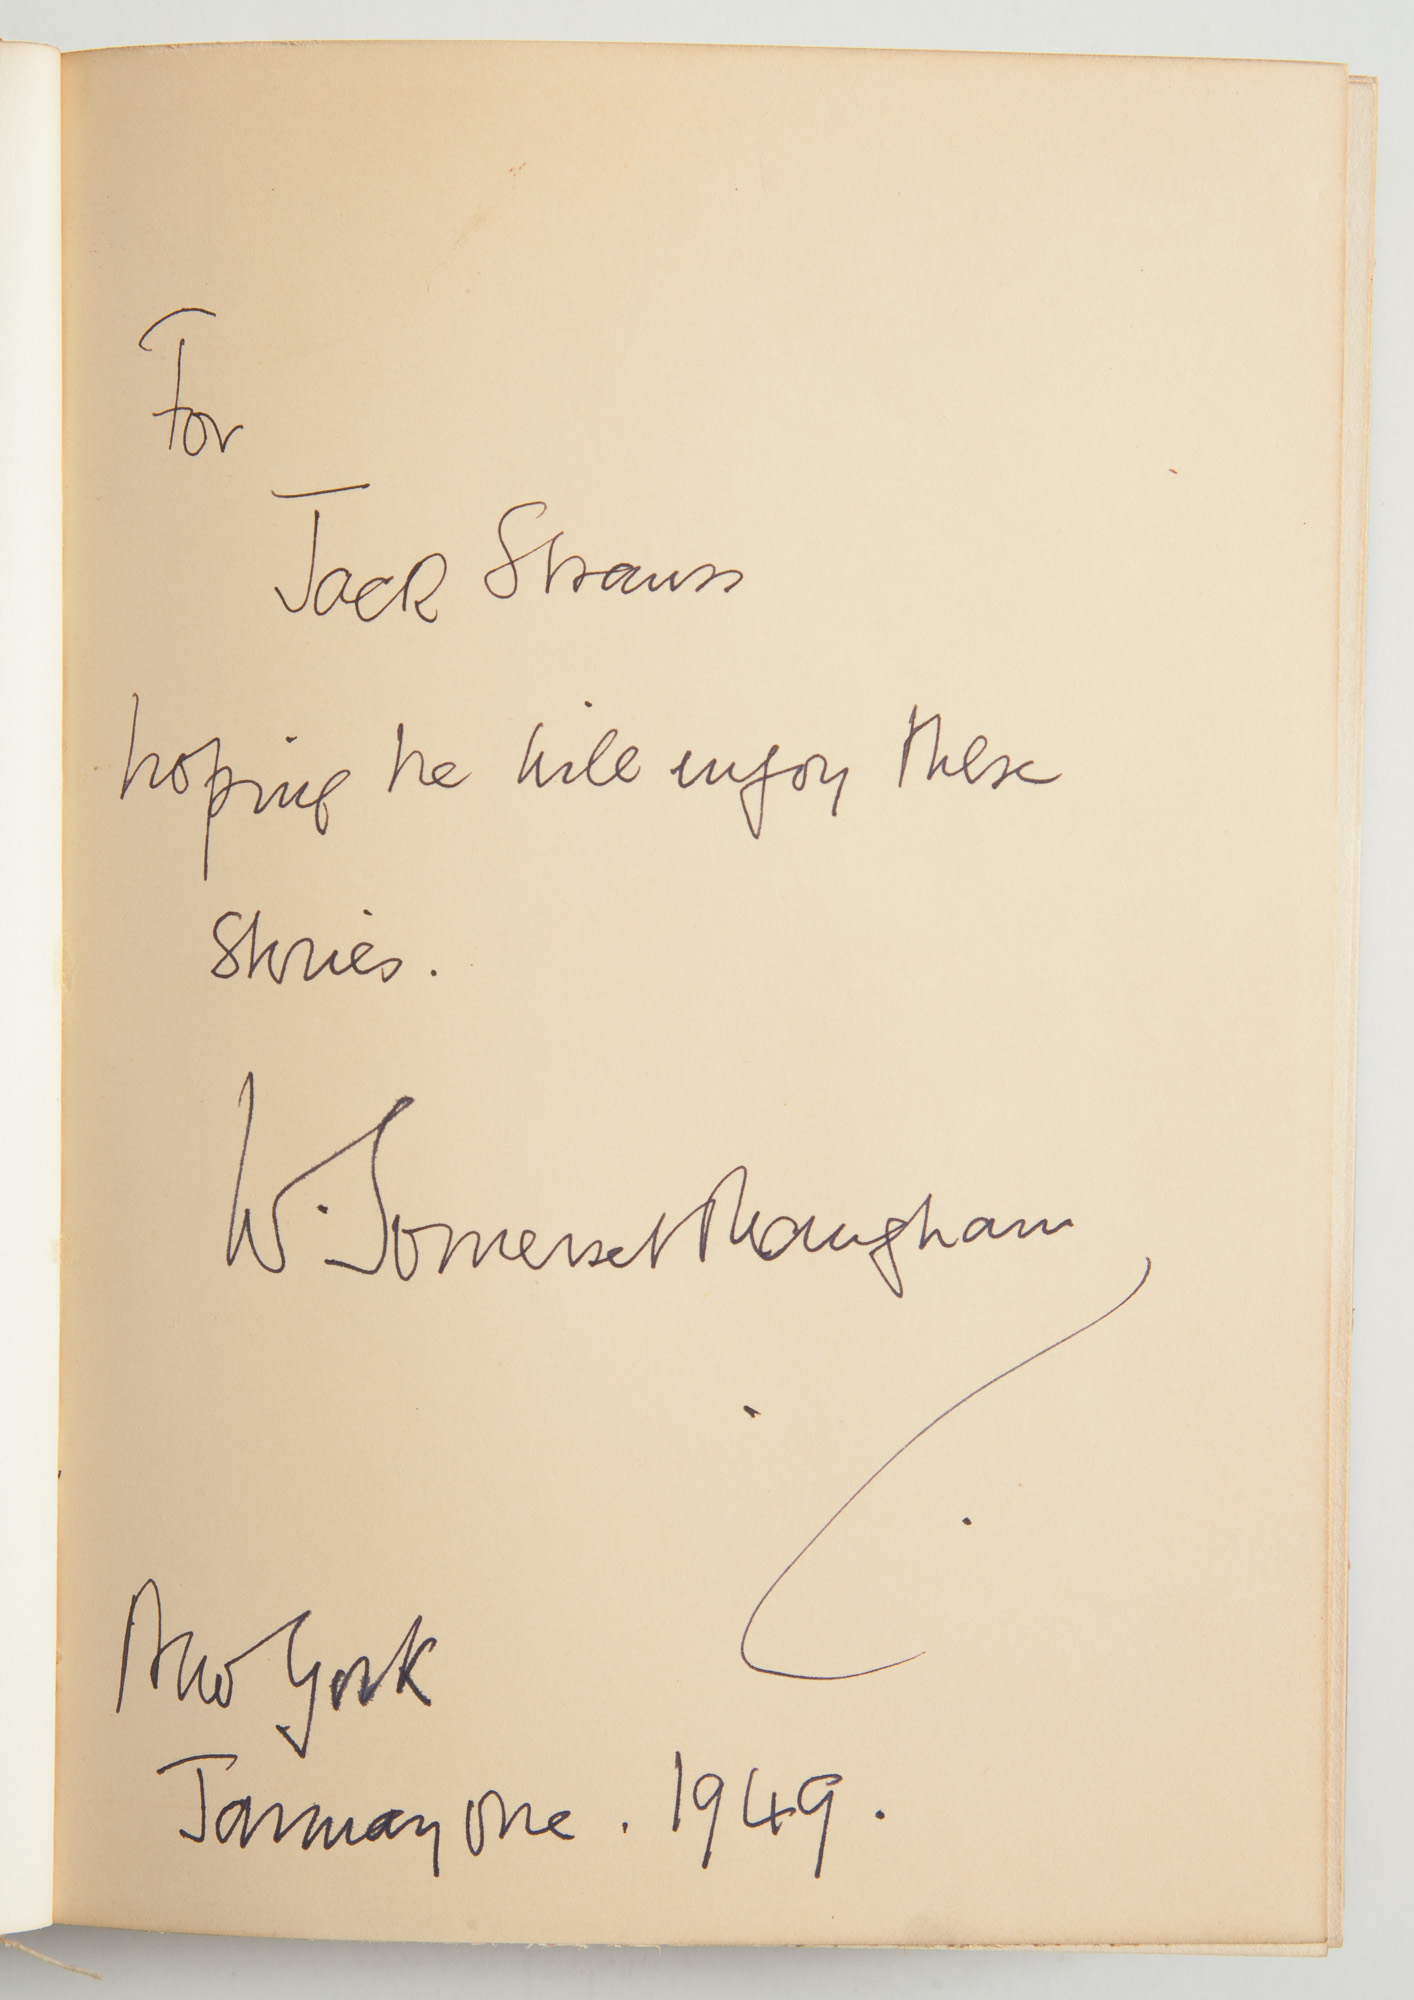 For
Jack Strauss
hoping he will enjoy these
stories.
W. Somerset Maugham
New York
January one. 1949.